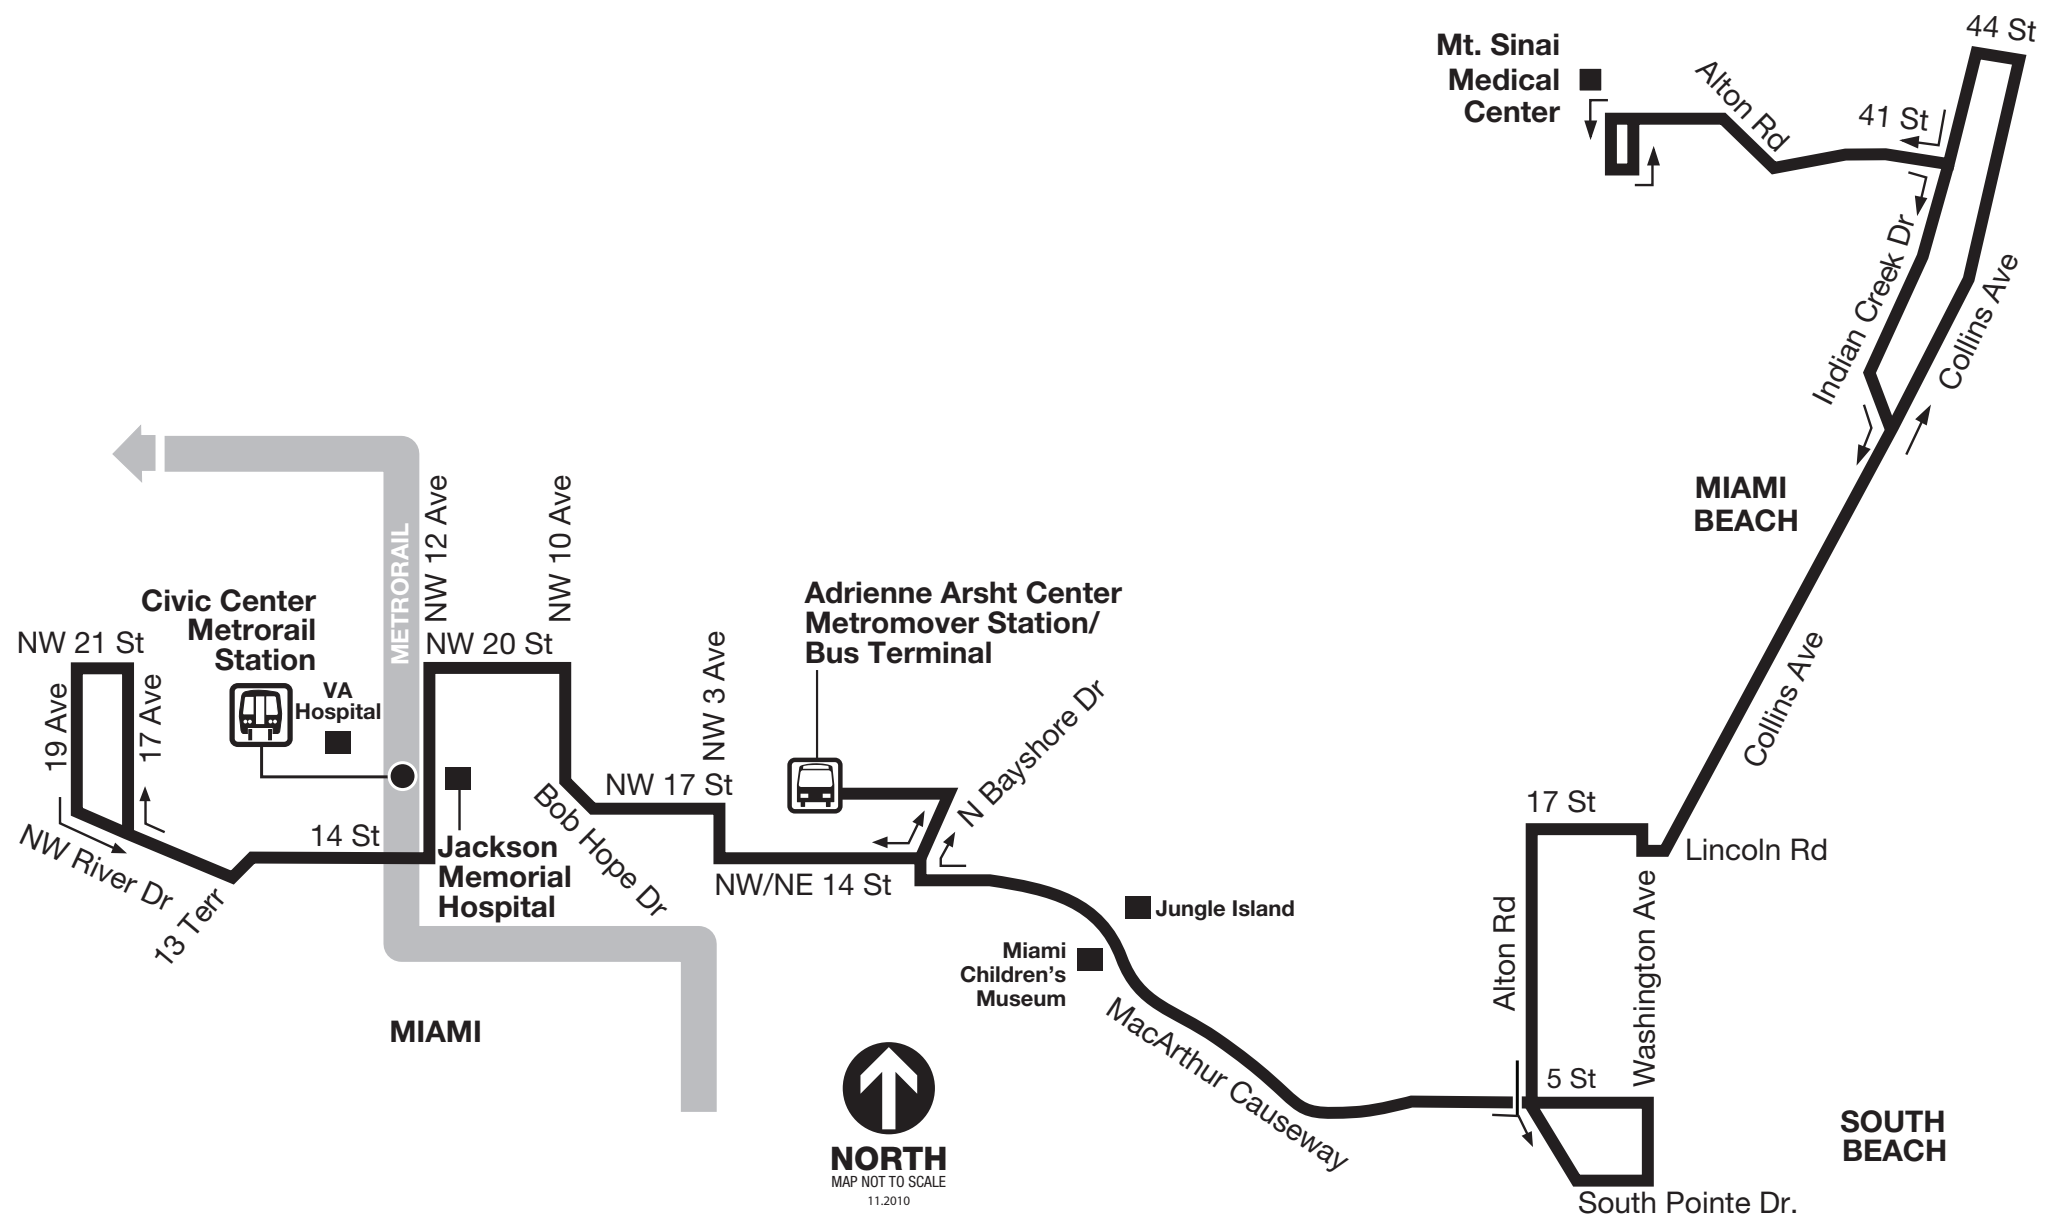 44 St
Mt. Sinai
Medical
Center
Alton Rd
41 St
Indian Creek Dr
Collins Ave
MIAMI
BEACH
METRORAIL
NW 12 Ave
NW 10 Ave
Civic Center
Metrorail
Station
NW 21 St
NW 20 St
Adrienne Arsht Center
Metromover Station/
Bus Terminal
19 Ave
17 Ave
VA
Hospital
NW 3 Ave
N Bayshore Dr
Collins Ave
NW 17 St
Bob Hope Dr
17 St
Lincoln Rd
14 St
NW River Dr
13 Terr
Jackson
Memorial
Hospital
NW/NE 14 St
Jungle Island
Miami
Children's
Museum
Alton Rd
Washington Ave
MacArthur Causeway
MIAMI
5 St
SOUTH
BEACH
NORTH
MAP NOT TO SCALE
11.2010
South Pointe Dr.